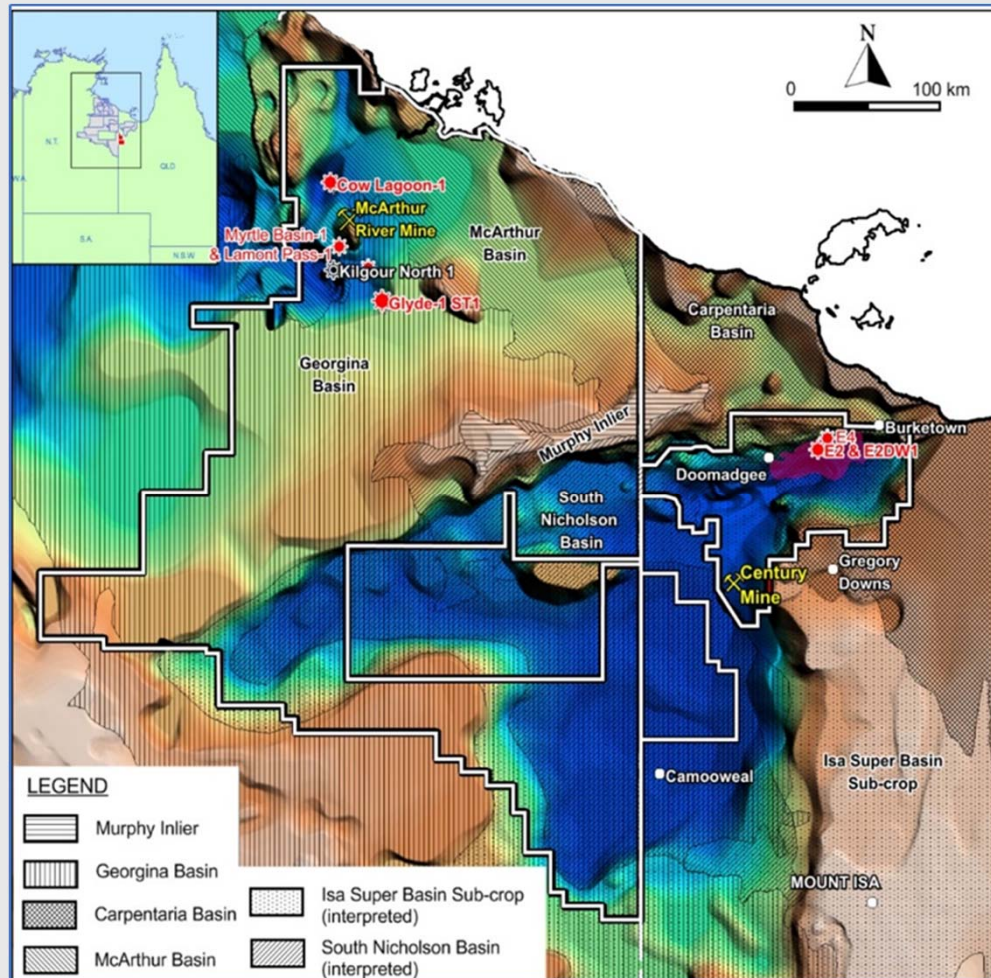 N.T.
QLD
W.A.
S.A.
N.S.W
N
0 100 km
Cow Lagoon-1
McArthur
River Mine
Myrtle Basin-1
& Lamont Pass-1
Kilgour North 1
Glyde-1 ST1
McArthur
Basin
Carpentaria
Basin
Georgina
Basin
Murphy Inlier
Burketown
E4
E2 & E2DW1
Doomadgee
South
Nicholson
Basin
Century
Mine
Gregory
Downs
Isa Super Basin
Sub-crop
Camooweal
MOUNT ISA
LEGEND
Murphy Inlier
Georgina Basin
Carpentaria Basin
McArthur Basin
Isa Super Basin Sub-crop
(interpreted)
South Nicholson Basin
(interpreted)